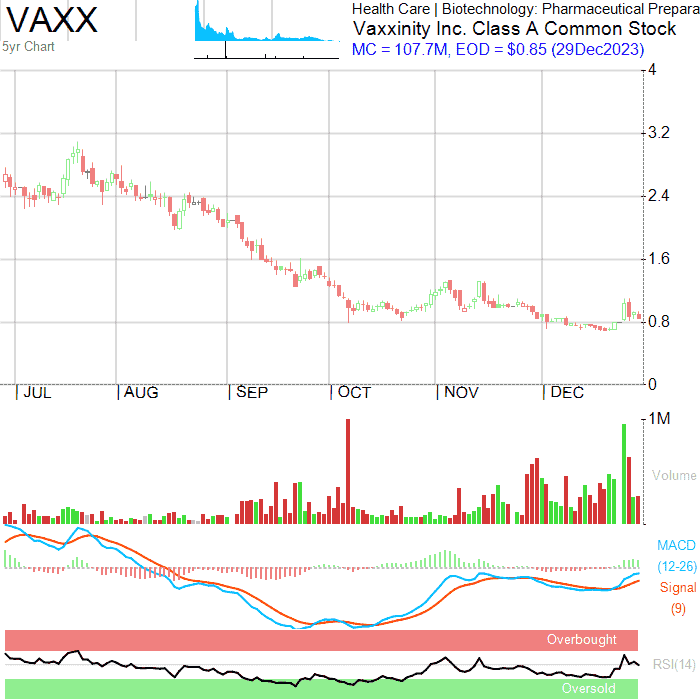 VAXX
5yr Chart
Health Care | Biotechnology: Pharmaceutical Prepara
Vaxxinity Inc. Class A Common Stock
MC = 107.7M, EOD = $0.85 (29Dec2023)
4
3.2
2.4
1.6
0.8
0
JUL AUG SEP OCT NOV DEC
1M
Volume
MACD
(12-26)
Signal
(9)
Overbought
RSI(14)
Oversold